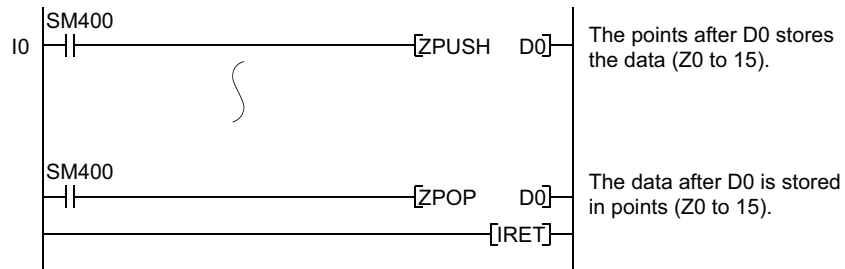 SM400
I0 ZPUSH D0
The points after D0 stores
the data (Z0 to 15).
SM400
ZPOP D0
The data after D0 is stored
in points (Z0 to 15).
IRET